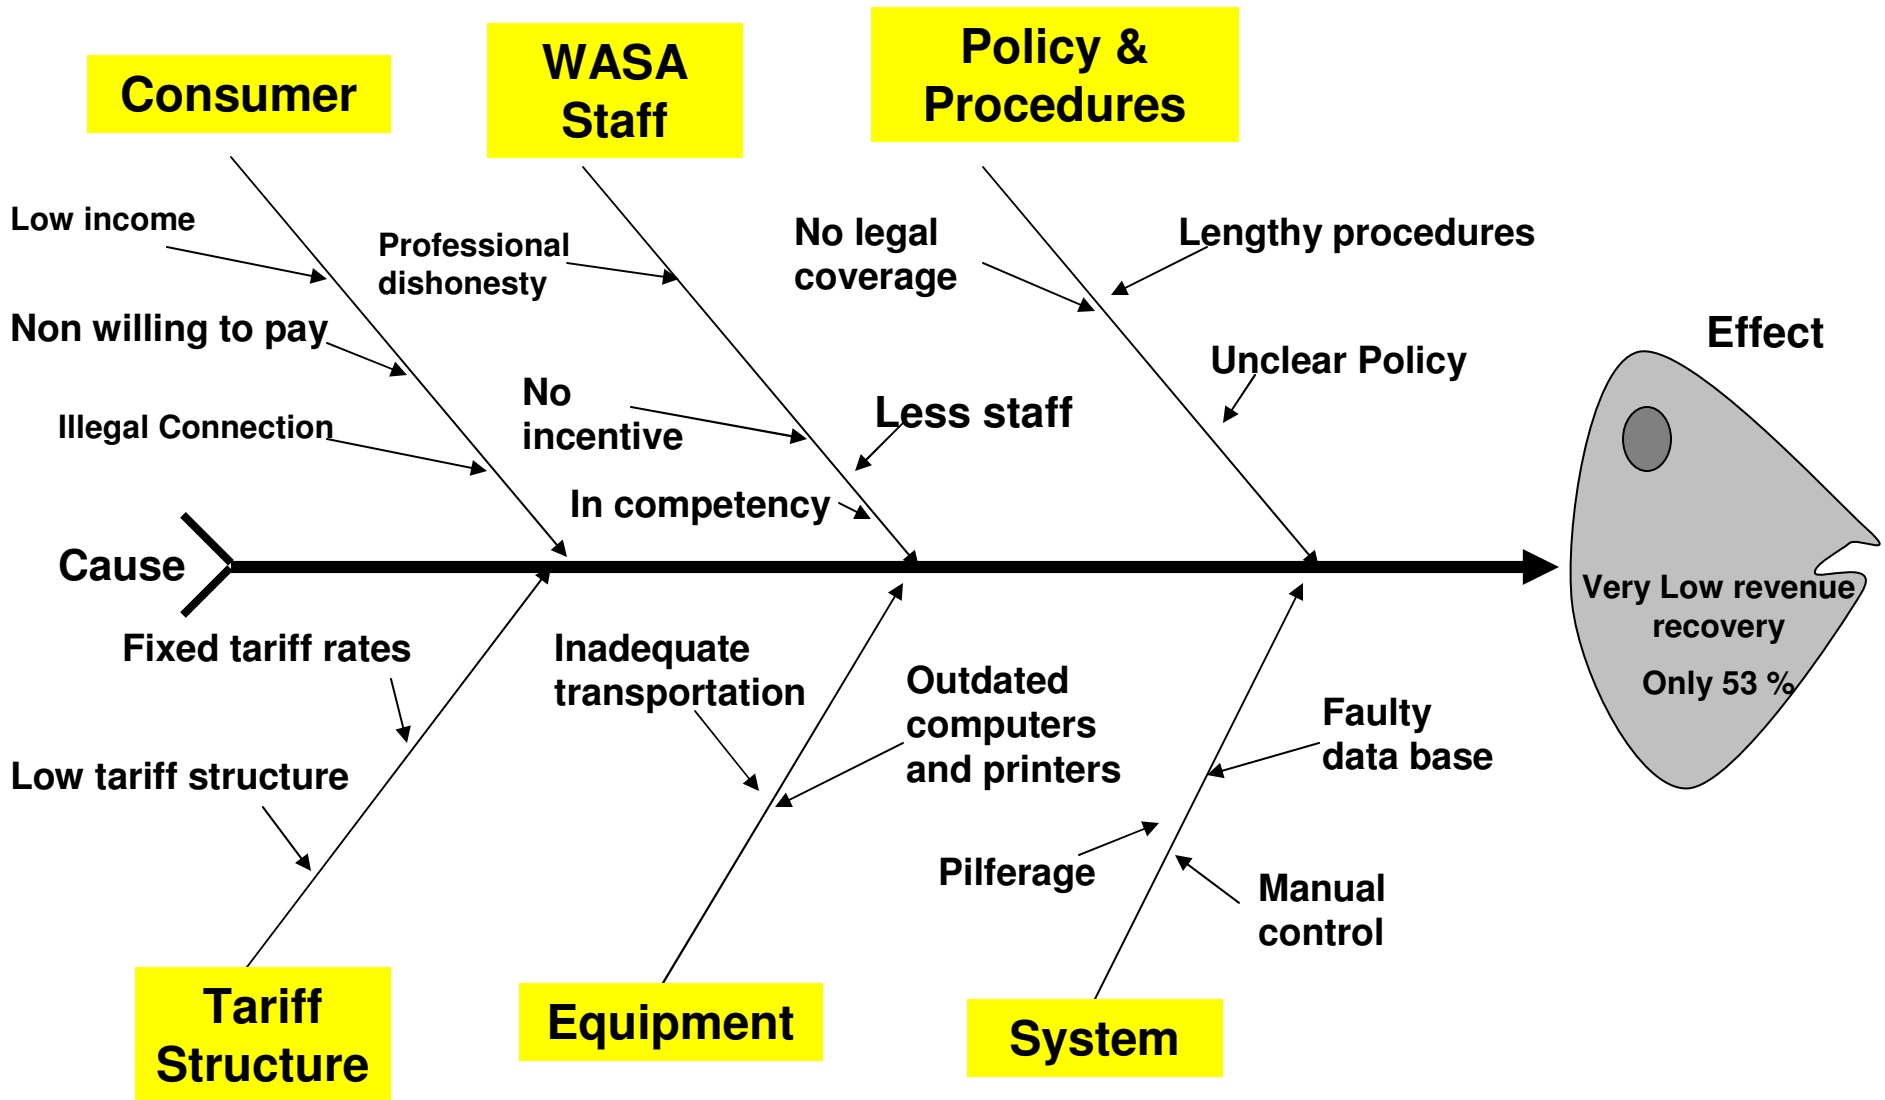 Consumer
WASA
Staff
Policy &
Procedures
Low income
Professional
dishonesty
No legal
coverage
Lengthy procedures
Non willing to pay
Unclear Policy
Effect
No
incentive
Less staff
Illegal Connection
In competency
Cause
Very Low revenue
recovery
Only 53 %
Fixed tariff rates
Inadequate
transportation
Outdated
computers
and printers
Faulty
data base
Low tariff structure
Pilferage
Manual
control
Tariff
Structure
Equipment
System